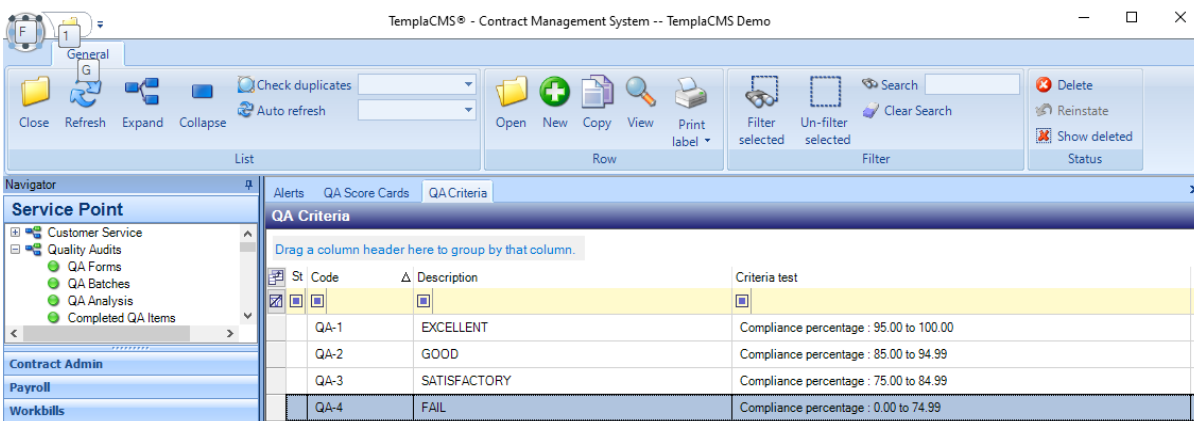 TemplaCMS® - Contract Management System -- TemplaCMS Demo
F
1
General
G
Close
Refresh
Expand
Collapse
Check duplicates
Auto refresh
List
Open
New
Copy
View
Print label
Row
Filter selected
Un-filter selected
Search
Clear Search
Filter
Delete
Reinstate
Show deleted
Status
Navigator
Service Point
Customer Service
Quality Audits
QA Forms
QA Batches
QA Analysis
Completed QA Items
Contract Admin
Payroll
Workbills
Alerts QA Score Cards QA Criteria
QA Criteria
Drag a column header here to group by that column.
St Code Description Criteria test
QA-1 EXCELLENT Compliance percentage : 95.00 to 100.00
QA-2 GOOD Compliance percentage : 85.00 to 94.99
QA-3 SATISFACTORY Compliance percentage : 75.00 to 84.99
QA-4 FAIL Compliance percentage : 0.00 to 74.99